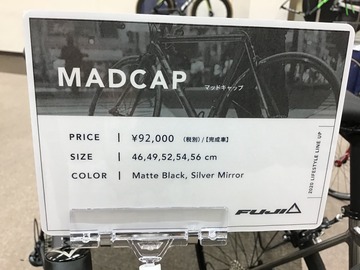 MADCAP マッドキャップ
PRICE | ¥92,000 (税別)/【完成車】
SIZE | 46,49,52,54,56 cm
COLOR | Matte Black, Silver Mirror
FUJI
2020 LIFESTYLE LINE UP